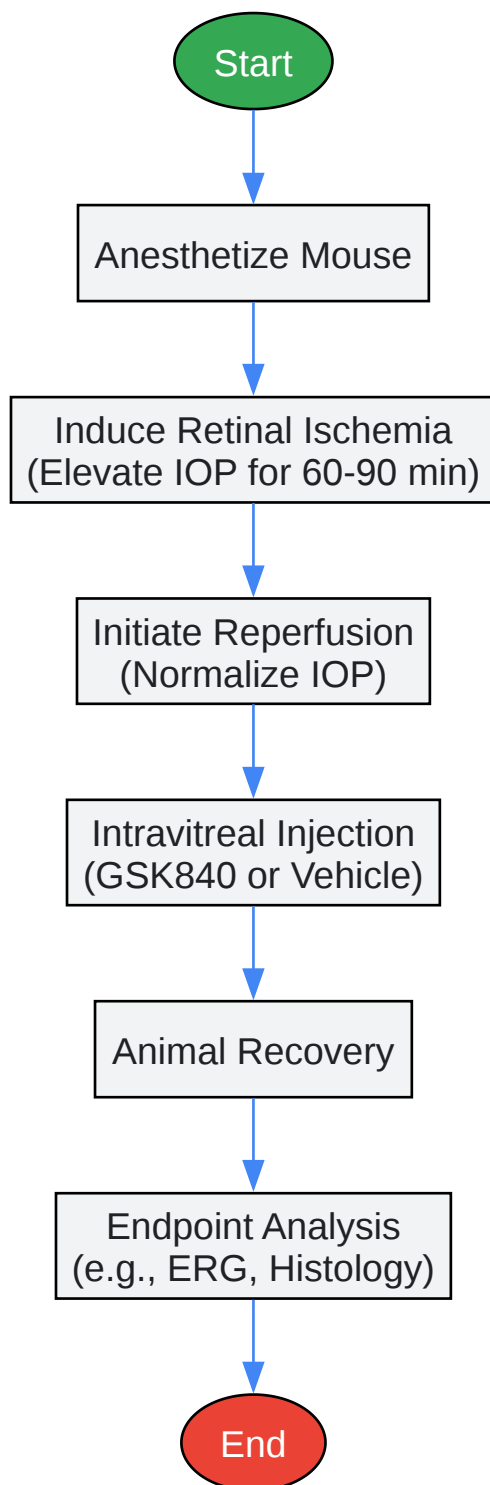 Start
Anesthetize Mouse
Induce Retinal Ischemia
(Elevate IOP for 60-90 min)
Initiate Reperfusion
(Normalize IOP)
Intravitreal Injection
(GSK840 or Vehicle)
Animal Recovery
Endpoint Analysis
(e.g., ERG, Histology)
End